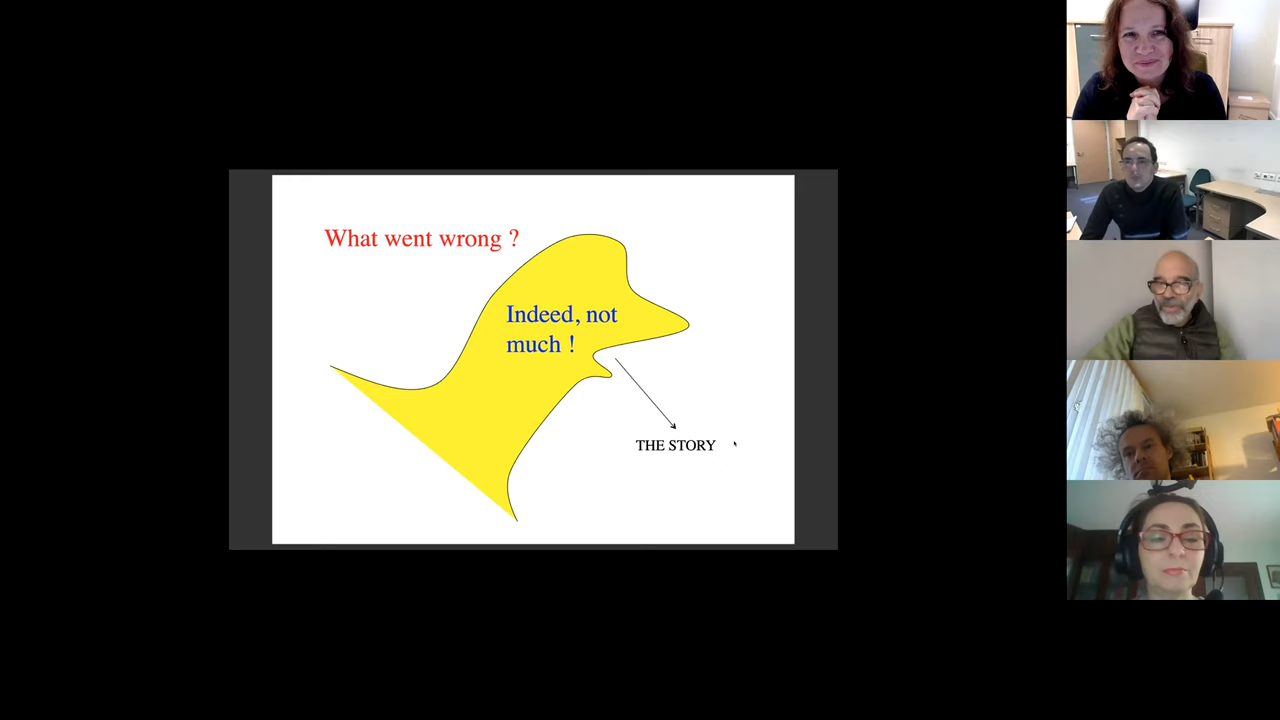 What went wrong ?
Indeed, not
much !
THE STORY